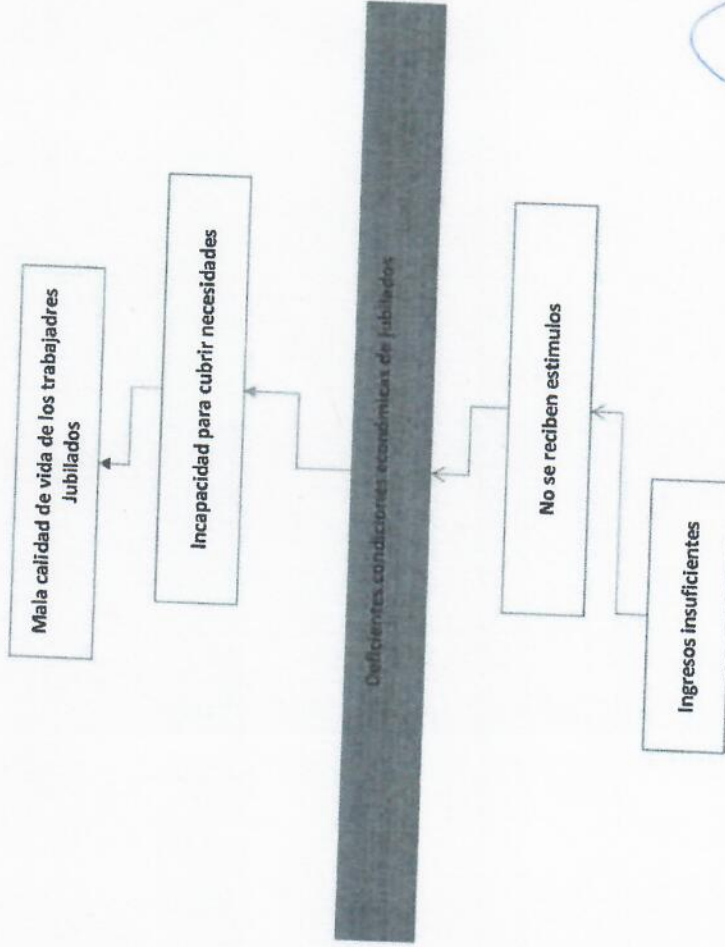 Mala calidad de vida de los trabajadres
Jubilados
Incapacidad para cubrir necesidades
Deficientes condiciones económicas de jubilados
No se reciben estimulos
Ingresos insuficientes